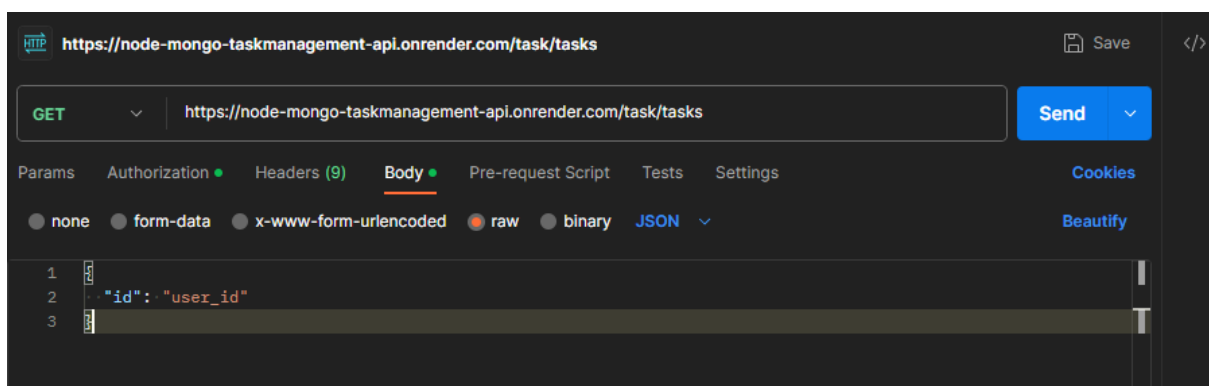 HTTP https://node-mongo-taskmanagement-api.onrender.com/task/tasks Save </>
GET https://node-mongo-taskmanagement-api.onrender.com/task/tasks Send
Params Authorization Headers (9) Body Pre-request Script Tests Settings Cookies
none form-data x-www-form-urlencoded raw binary JSON Beautify
1 {
2 "id": "user_id"
3 }